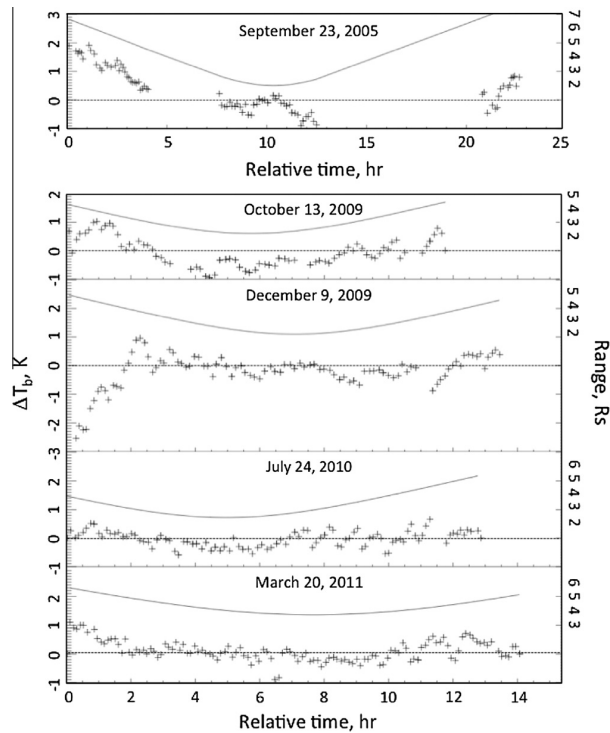 September 23, 2005
3
2
1
0
-1
7 6 5 4 3 2
0 5 10 15 20 25
Relative time, hr
October 13, 2009
2
1
0
-1
5 4 3 2
December 9, 2009
2
1
0
-1
-2
-3
5 4 3 2
July 24, 2010
2
1
0
-1
6 5 4 3 2
March 20, 2011
2
1
0
-1
6 5 4 3
0 2 4 6 8 10 12 14
Relative time, hr
ΔTb, K
Range, Rs